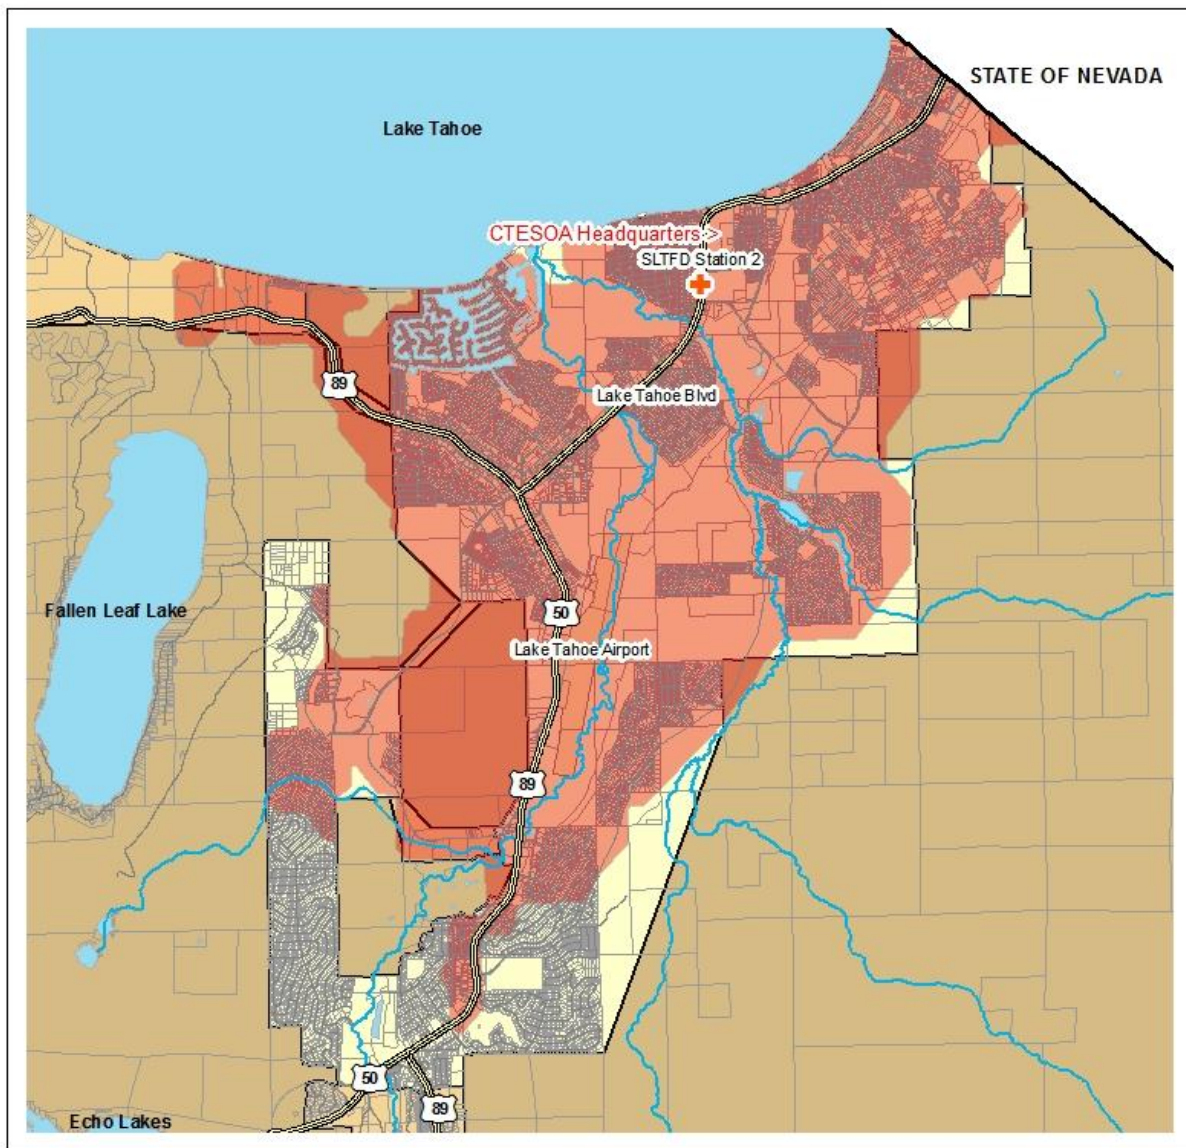 STATE OF NEVADA
Lake Tahoe
CTESOA Headquarters->
SLTFD Station 2
89
Lake Tahoe Blvd
Fallen Leaf Lake
50
Lake Tahoe Airport
89
50
89
Echo Lakes